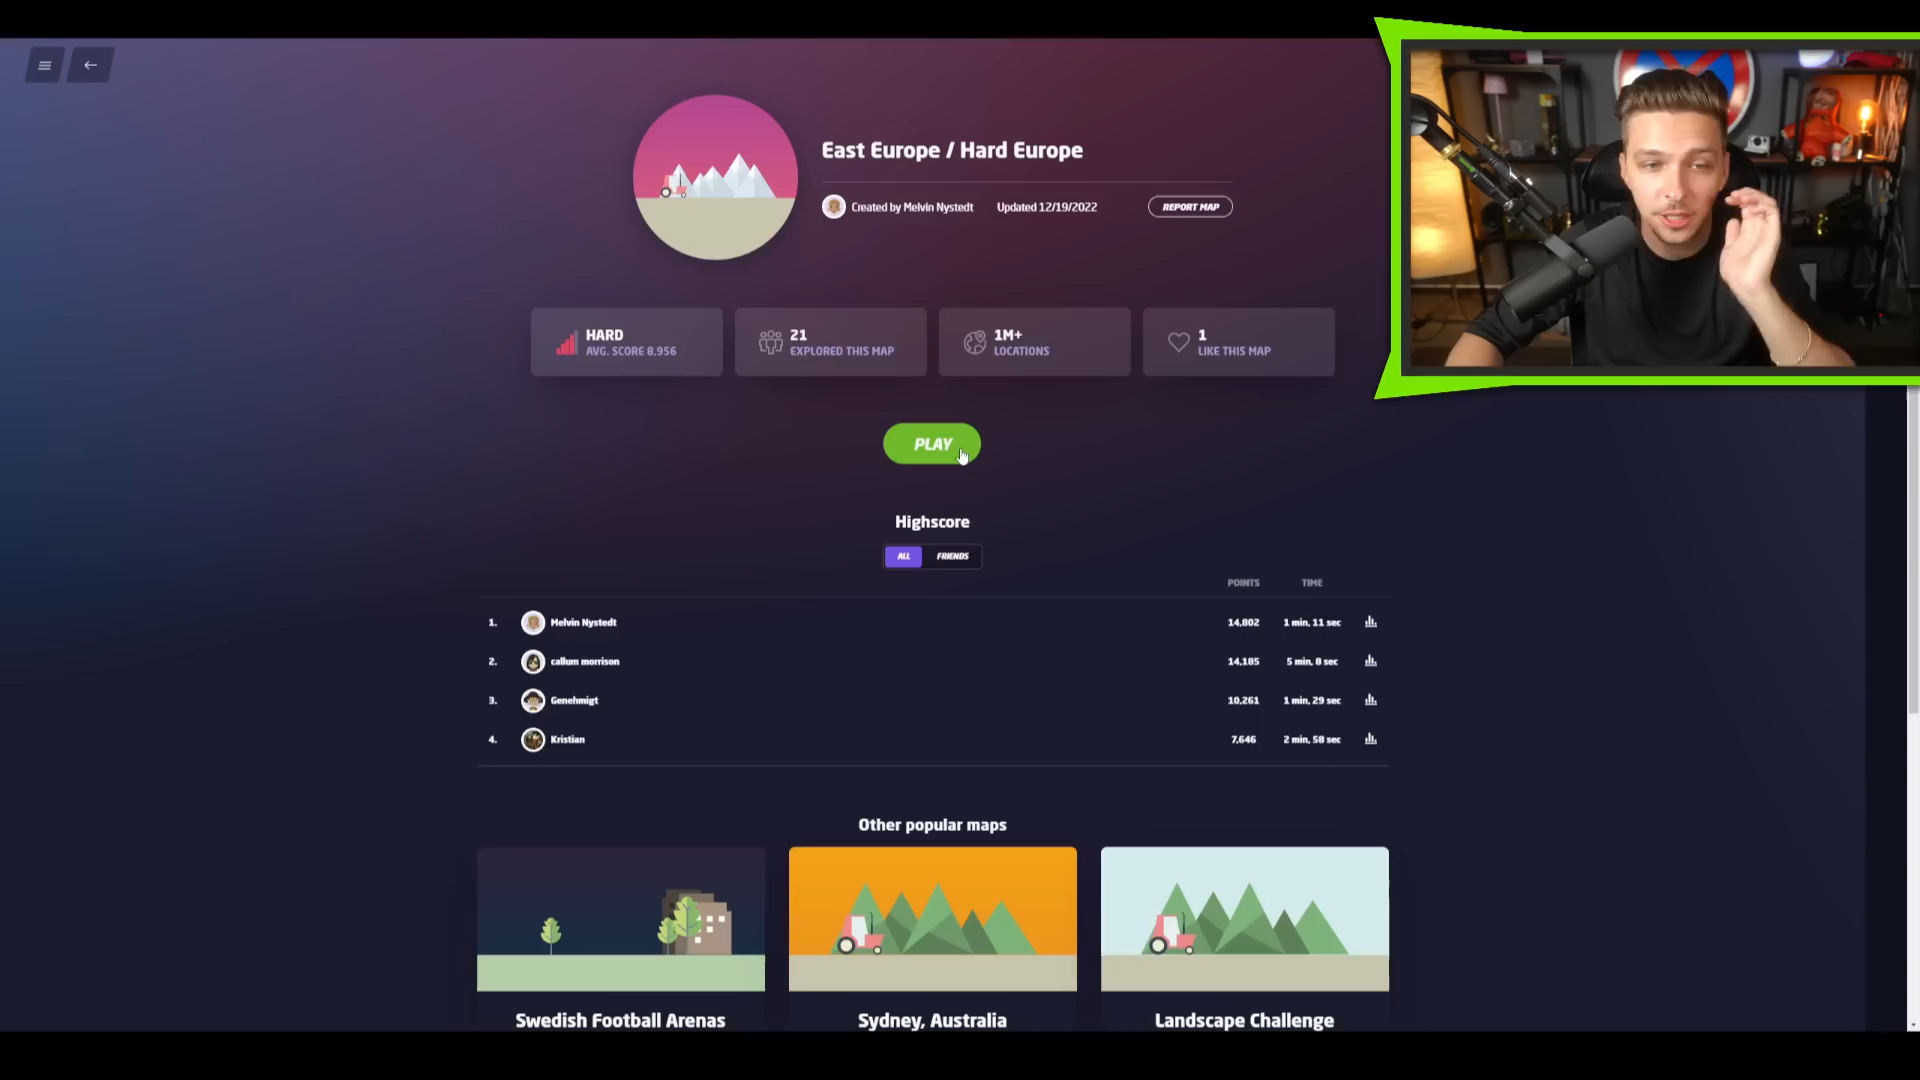 East Europe / Hard Europe
Created by Melvin Nystedt
Updated 12/19/2022
REPORT MAP
HARD
AVG. SCORE 8,956
21
EXPLORED THIS MAP
1M+
LOCATIONS
1
LIKE THIS MAP
PLAY
Highscore
ALL
FRIENDS
POINTS TIME
1. Melvin Nystedt 14,802 1 min, 11 sec
2. callum morrison 14,185 5 min, 8 sec
3. Genehmigt 10,261 1 min, 29 sec
4. Kristian 7,646 2 min, 58 sec
Other popular maps
Swedish Football Arenas
Sydney, Australia
Landscape Challenge